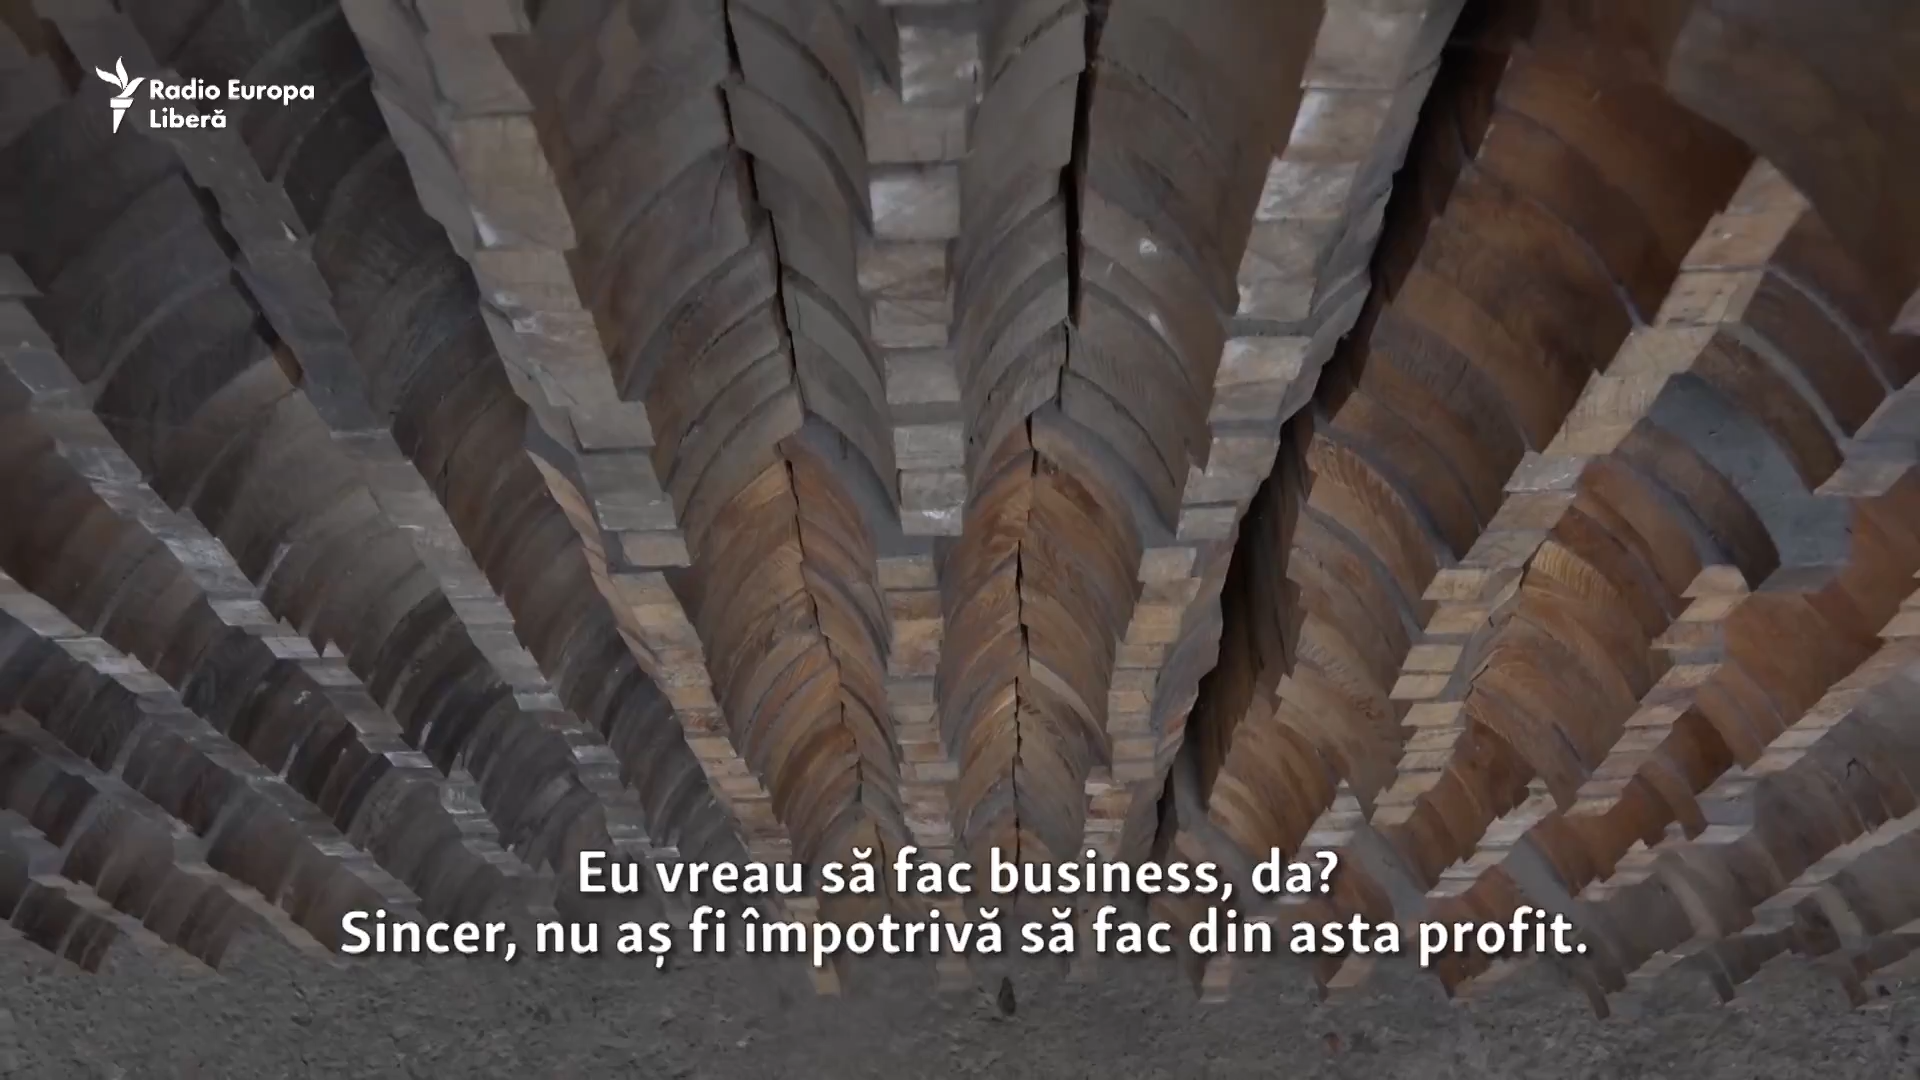 Radio Europa
Liberă
Eu vreau să fac business, da?
Sincer, nu aș fi împotrivă să fac din asta profit.